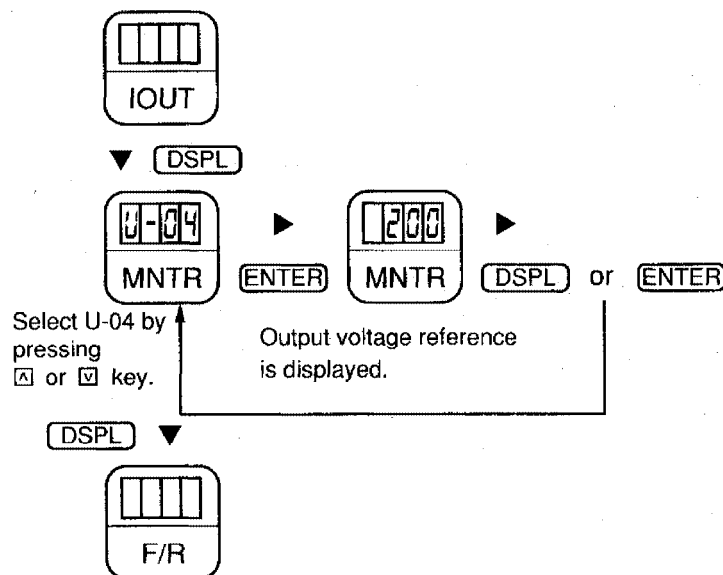 IOUT
DSPL
U-04
200
MNTR
ENTER
MNTR
DSPL or ENTER
Select U-04 by
pressing
∧ or ∨ key.
Output voltage reference
is displayed.
DSPL
F/R